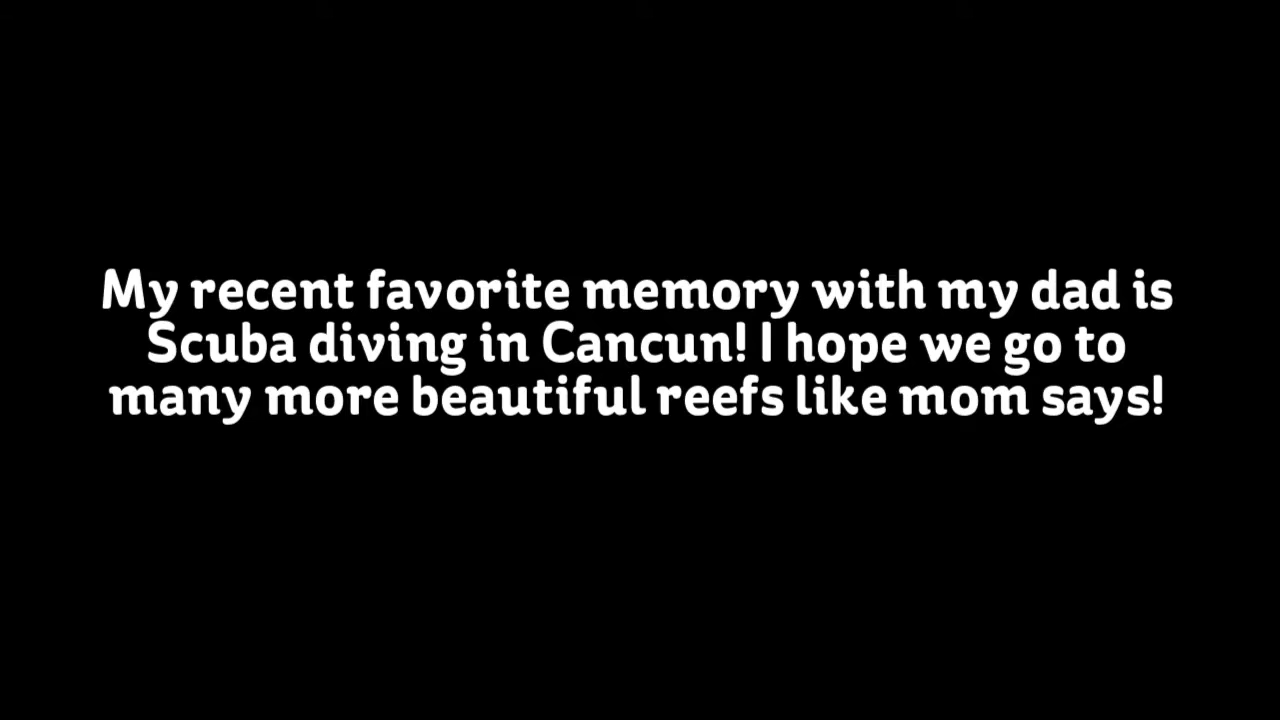 My recent favorite memory with my dad is
Scuba diving in Cancun! I hope we go to
many more beautiful reefs like mom says!